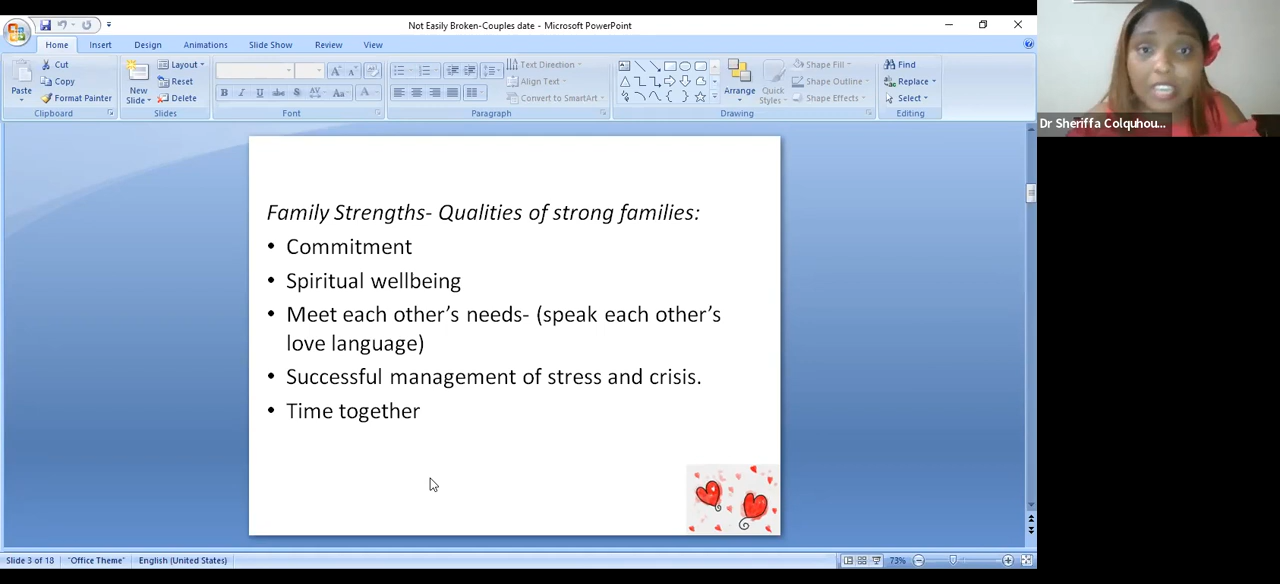 Not Easily Broken-Couples date - Microsoft PowerPoint
Home Insert Design Animations Slide Show Review View
Paste
Cut
Copy
Format Painter
Clipboard
New Slide
Layout
Reset
Delete
Slides
B I U abc S AV Aa A
Font
Text Direction
Align Text
Convert to SmartArt
Paragraph
Arrange
Quick Styles
Shape Fill
Shape Outline
Shape Effects
Drawing
Find
Replace
Select
Editing
Dr Sheriffa Colquhou...
Family Strengths- Qualities of strong families:
• Commitment
• Spiritual wellbeing
• Meet each other’s needs- (speak each other’s
love language)
• Successful management of stress and crisis.
• Time together
Slide 3 of 18 "Office Theme" English (United States) 73%